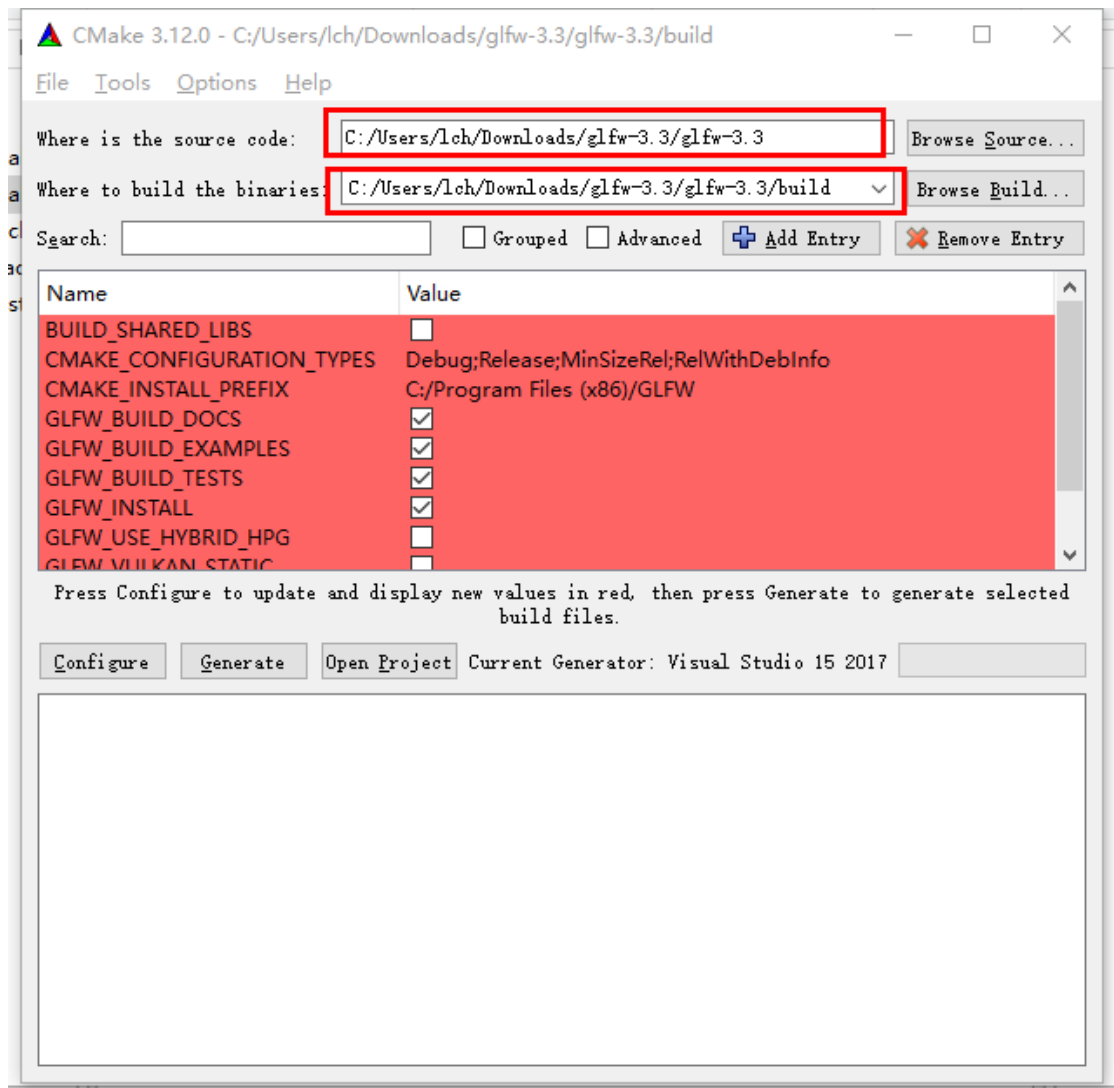 CMake 3.12.0 - C:/Users/lch/Downloads/glfw-3.3/glfw-3.3/build
File Tools Options Help
Where is the source code: C:/Users/lch/Downloads/glfw-3.3/glfw-3.3 Browse Source...
Where to build the binaries: C:/Users/lch/Downloads/glfw-3.3/glfw-3.3/build Browse Build...
Search: Grouped Advanced Add Entry Remove Entry
Name Value
BUILD_SHARED_LIBS
CMAKE_CONFIGURATION_TYPES Debug;Release;MinSizeRel;RelWithDebInfo
CMAKE_INSTALL_PREFIX C:/Program Files (x86)/GLFW
GLFW_BUILD_DOCS
GLFW_BUILD_EXAMPLES
GLFW_BUILD_TESTS
GLFW_INSTALL
GLFW_USE_HYBRID_HPG
GLFW_VULKAN_STATIC
Press Configure to update and display new values in red, then press Generate to generate selected
build files.
Configure Generate Open Project Current Generator: Visual Studio 15 2017